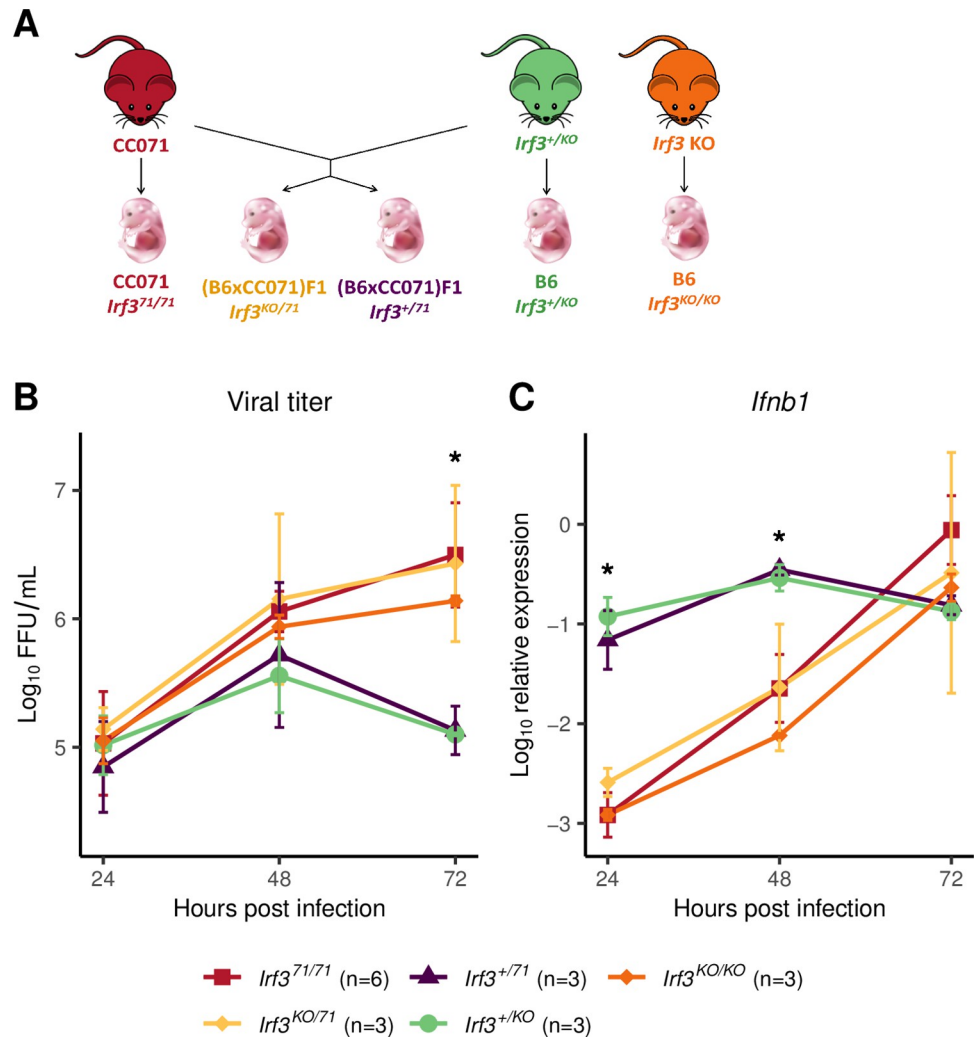 A
CC071
Irf3+/KO
Irf3 KO
CC071
Irf371/71
(B6xCC071)F1
Irf3KO/71
(B6xCC071)F1
Irf3+/71
B6
Irf3+/KO
B6
Irf3KO/KO
B
Viral titer
*
7
6
5
Log10 FFU/mL
24
48
72
Hours post infection
C
Ifnb1
*
*
0
−1
−2
−3
Log10 relative expression
24
48
72
Hours post infection
Irf371/71 (n=6)
Irf3+/71 (n=3)
Irf3KO/KO (n=3)
Irf3KO/71 (n=3)
Irf3+/KO (n=3)